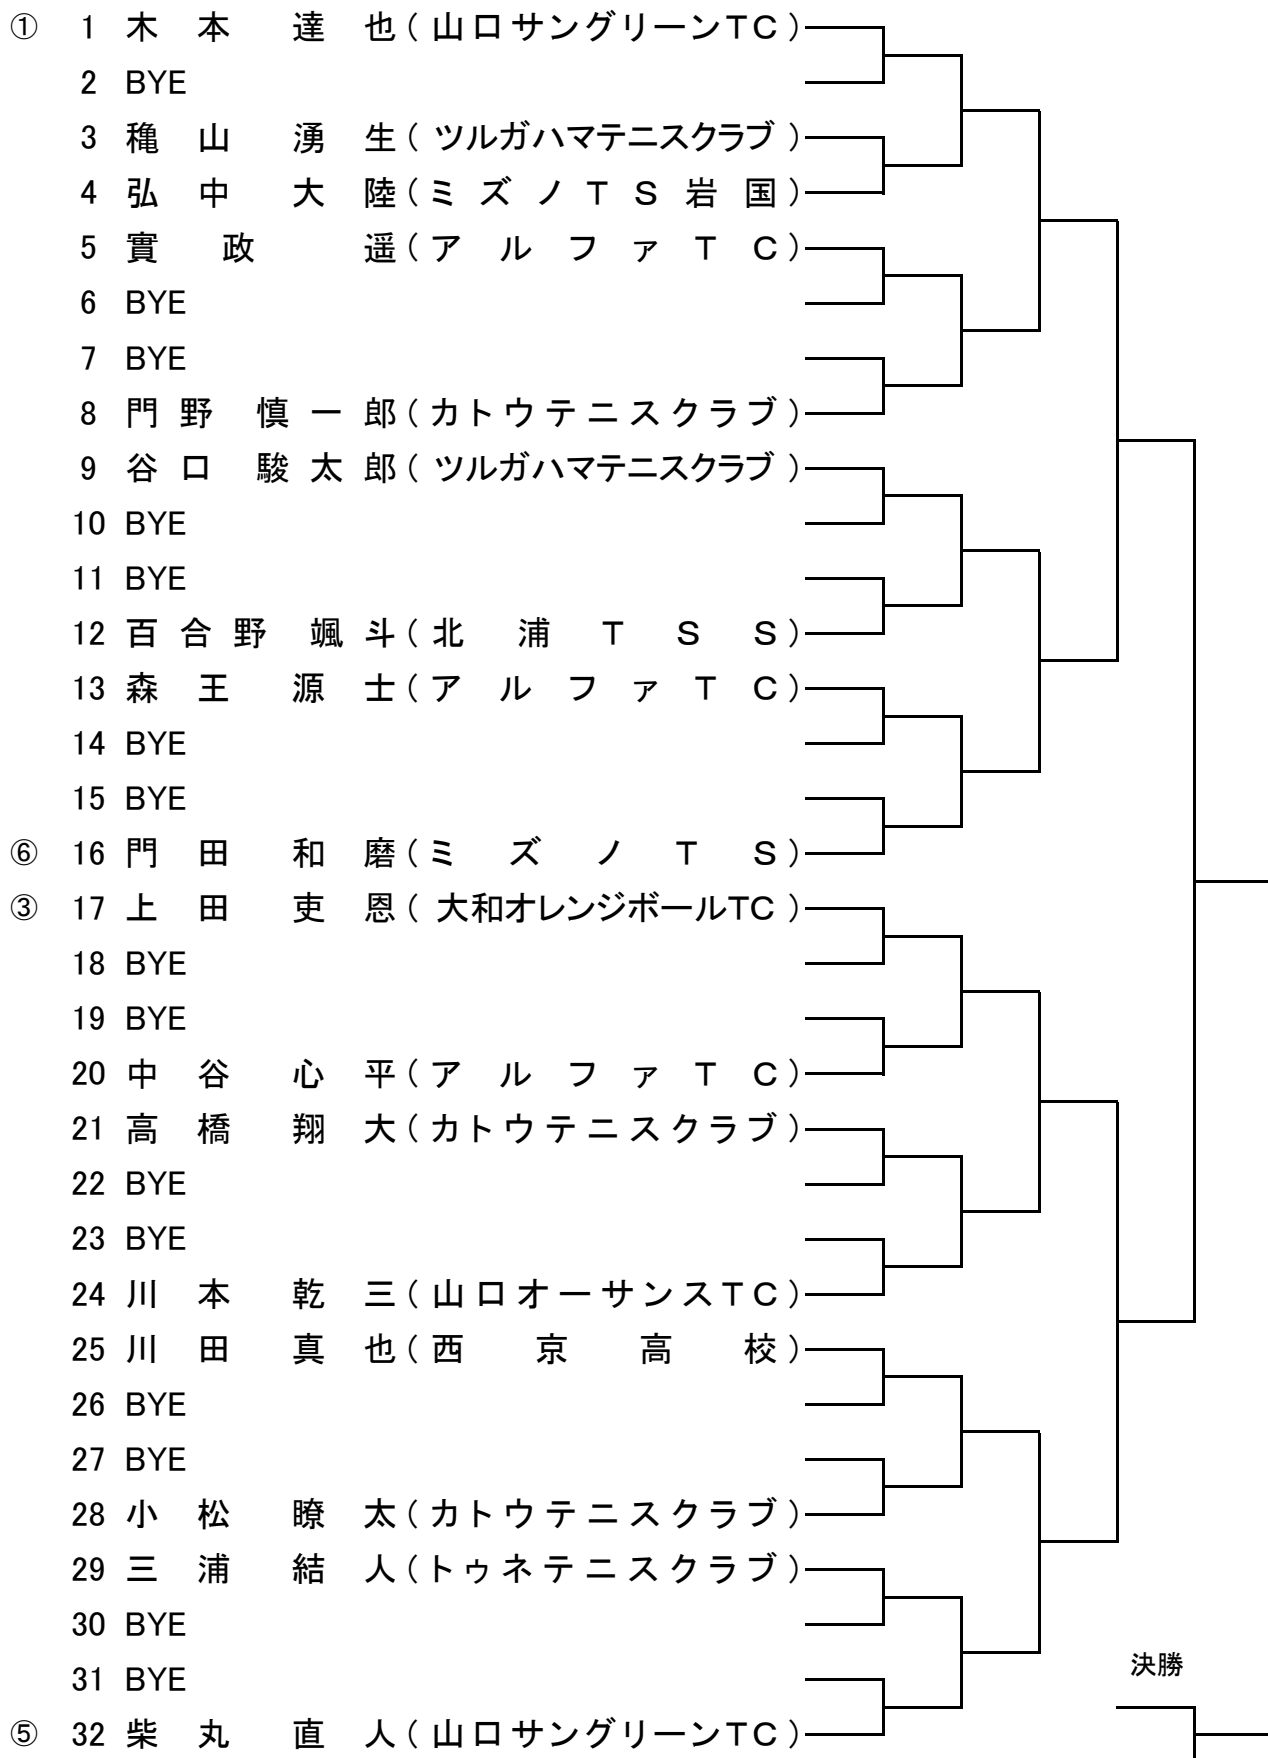 ① 1 木本 達也(山口サングリーンTC)
2 BYE
3 穐山 湧生(ツルガハマテニスクラブ)
4 弘中 大陸(ミズノTS岩国)
5 實政 遥(アルファTC)
6 BYE
7 BYE
8 門野 慎一郎(カトウテニスクラブ)
9 谷口 駿太郎(ツルガハマテニスクラブ)
10 BYE
11 BYE
12 百合野 颯斗(北浦TSS)
13 森王 源士(アルファTC)
14 BYE
15 BYE
⑥ 16 門田 和磨(ミズノTS)
③ 17 上田 吏恩(大和オレンジボールTC)
18 BYE
19 BYE
20 中谷 心平(アルファTC)
21 高橋 翔大(カトウテニスクラブ)
22 BYE
23 BYE
24 川本 乾三(山口オーサンスTC)
25 川田 真也(西京高校)
26 BYE
27 BYE
28 小松 瞭太(カトウテニスクラブ)
29 三浦 結人(トゥネテニスクラブ)
30 BYE
31 BYE
決勝
⑤ 32 柴丸 直人(山口サングリーンTC)